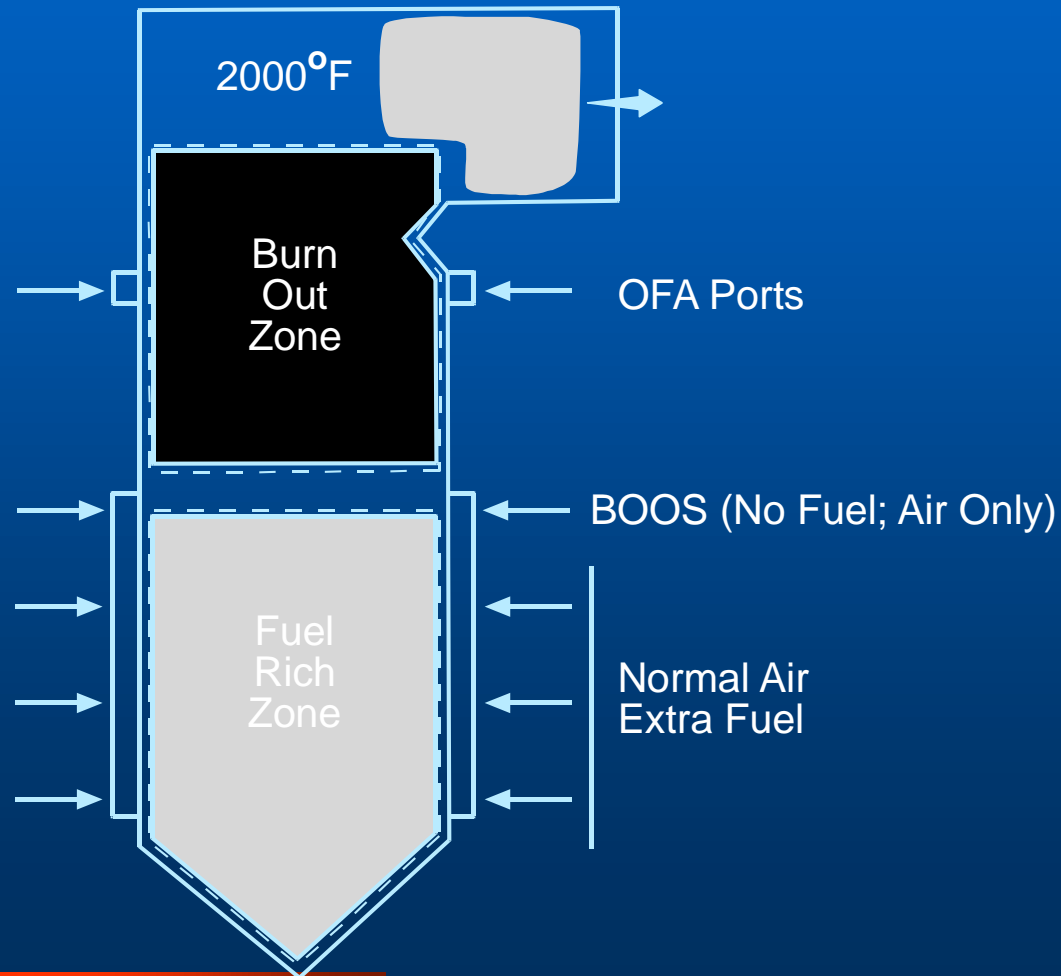 2000°F
Burn
Out
Zone
OFA Ports
BOOS (No Fuel; Air Only)
Fuel
Rich
Zone
Normal Air
Extra Fuel